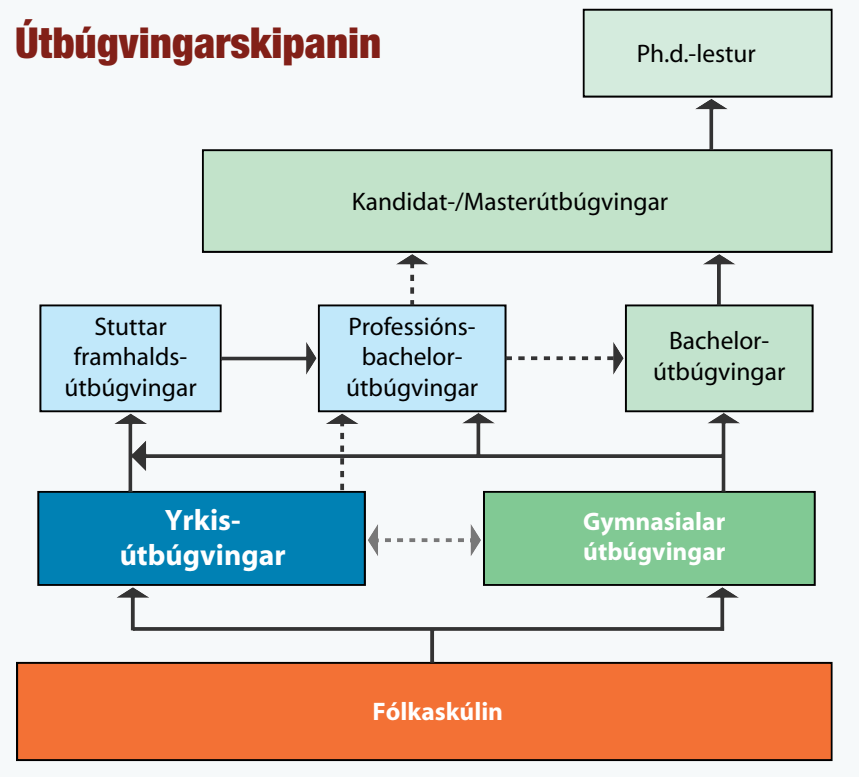 Útbúgvingarskipanin
Ph.d.-lestur
Kandidat-/Masterútbúgvingar
Stuttar
framhalds-
útbúgvingar
Professións-
bachelor-
útbúgvingar
Bachelor-
útbúgvingar
Yrkis-
útbúgvingar
Gymnasialar
útbúgvingar
Fólkaskúlin